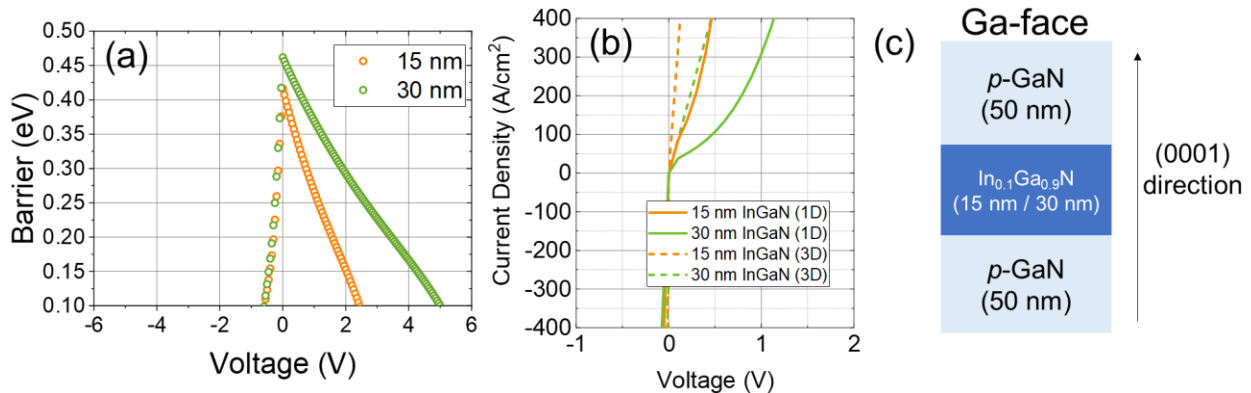 (a)
15 nm
30 nm
0.50
0.45
0.40
0.35
0.30
0.25
0.20
0.15
0.10
Barrier (eV)
-6 -4 -2 0 2 4 6
Voltage (V)
(b)
400
300
200
100
0
-100
-200
-300
-400
Current Density (A/cm²)
15 nm InGaN (1D)
30 nm InGaN (1D)
15 nm InGaN (3D)
30 nm InGaN (3D)
-1 0 1 2
Voltage (V)
(c)
Ga-face
p-GaN
(50 nm)
In₀.₁Ga₀.₉N
(15 nm / 30 nm)
p-GaN
(50 nm)
(0001)
direction